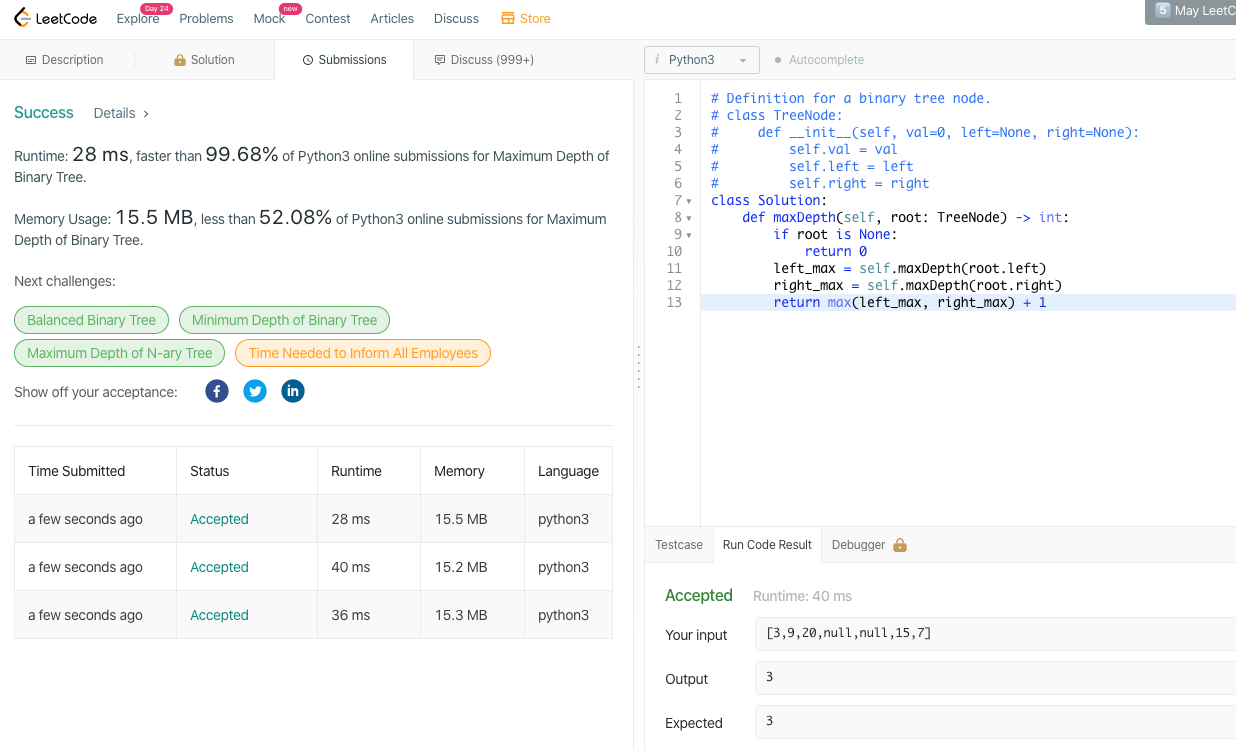 LeetCode Explore Day 24 Problems Mock new Contest Articles Discuss Store
5 May LeetC
Description Solution Submissions Discuss (999+)
Success Details >
Runtime: 28 ms, faster than 99.68% of Python3 online submissions for Maximum Depth of
Binary Tree.
Memory Usage: 15.5 MB, less than 52.08% of Python3 online submissions for Maximum
Depth of Binary Tree.
Next challenges:
Balanced Binary Tree Minimum Depth of Binary Tree
Maximum Depth of N-ary Tree Time Needed to Inform All Employees
Show off your acceptance:
Time Submitted Status Runtime Memory Language
a few seconds ago Accepted 28 ms 15.5 MB python3
a few seconds ago Accepted 40 ms 15.2 MB python3
a few seconds ago Accepted 36 ms 15.3 MB python3
i Python3 Autocomplete
1 # Definition for a binary tree node.
2 # class TreeNode:
3 #     def __init__(self, val=0, left=None, right=None):
4 #         self.val = val
5 #         self.left = left
6 #         self.right = right
7 class Solution:
8     def maxDepth(self, root: TreeNode) -> int:
9         if root is None:
10             return 0
11         left_max = self.maxDepth(root.left)
12         right_max = self.maxDepth(root.right)
13         return max(left_max, right_max) + 1
Testcase Run Code Result Debugger
Accepted Runtime: 40 ms
Your input [3,9,20,null,null,15,7]
Output 3
Expected 3